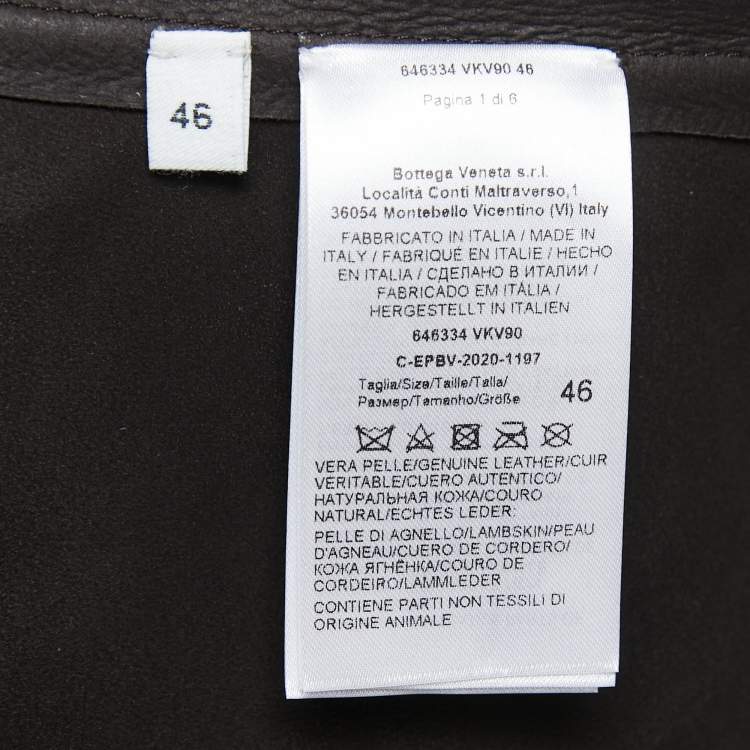 46
646334 VKV90 46
Pagina 1 di 6
Bottega Veneta s.r.l.
Località Conti Maltraverso,1
36054 Montebello Vicentino (VI) Italy
FABBRICATO IN ITALIA / MADE IN
ITALY / FABRIQUÉ EN ITALIE / HECHO
EN ITALIA / СДЕЛАНО В ИТАЛИИ /
FABRICADO EM ITÁLIA /
HERGESTELLT IN ITALIEN
646334 VKV90
C-EPBV-2020-1197
Taglia/Size/Taille/Talla/
Размер/Tamanho/Größe 46
VERA PELLE/GENUINE LEATHER/CUIR
VERITABLE/CUERO AUTENTICO/
НАТУРАЛЬНАЯ КОЖА/COURO
NATURAL/ECHTES LEDER:
PELLE DI AGNELLO/LAMBSKIN/PEAU
D'AGNEAU/CUERO DE CORDERO/
КОЖА ЯГНЁНКА/COURO DE
CORDEIRO/LAMMLEDER
CONTIENE PARTI NON TESSILI DI
ORIGINE ANIMALE